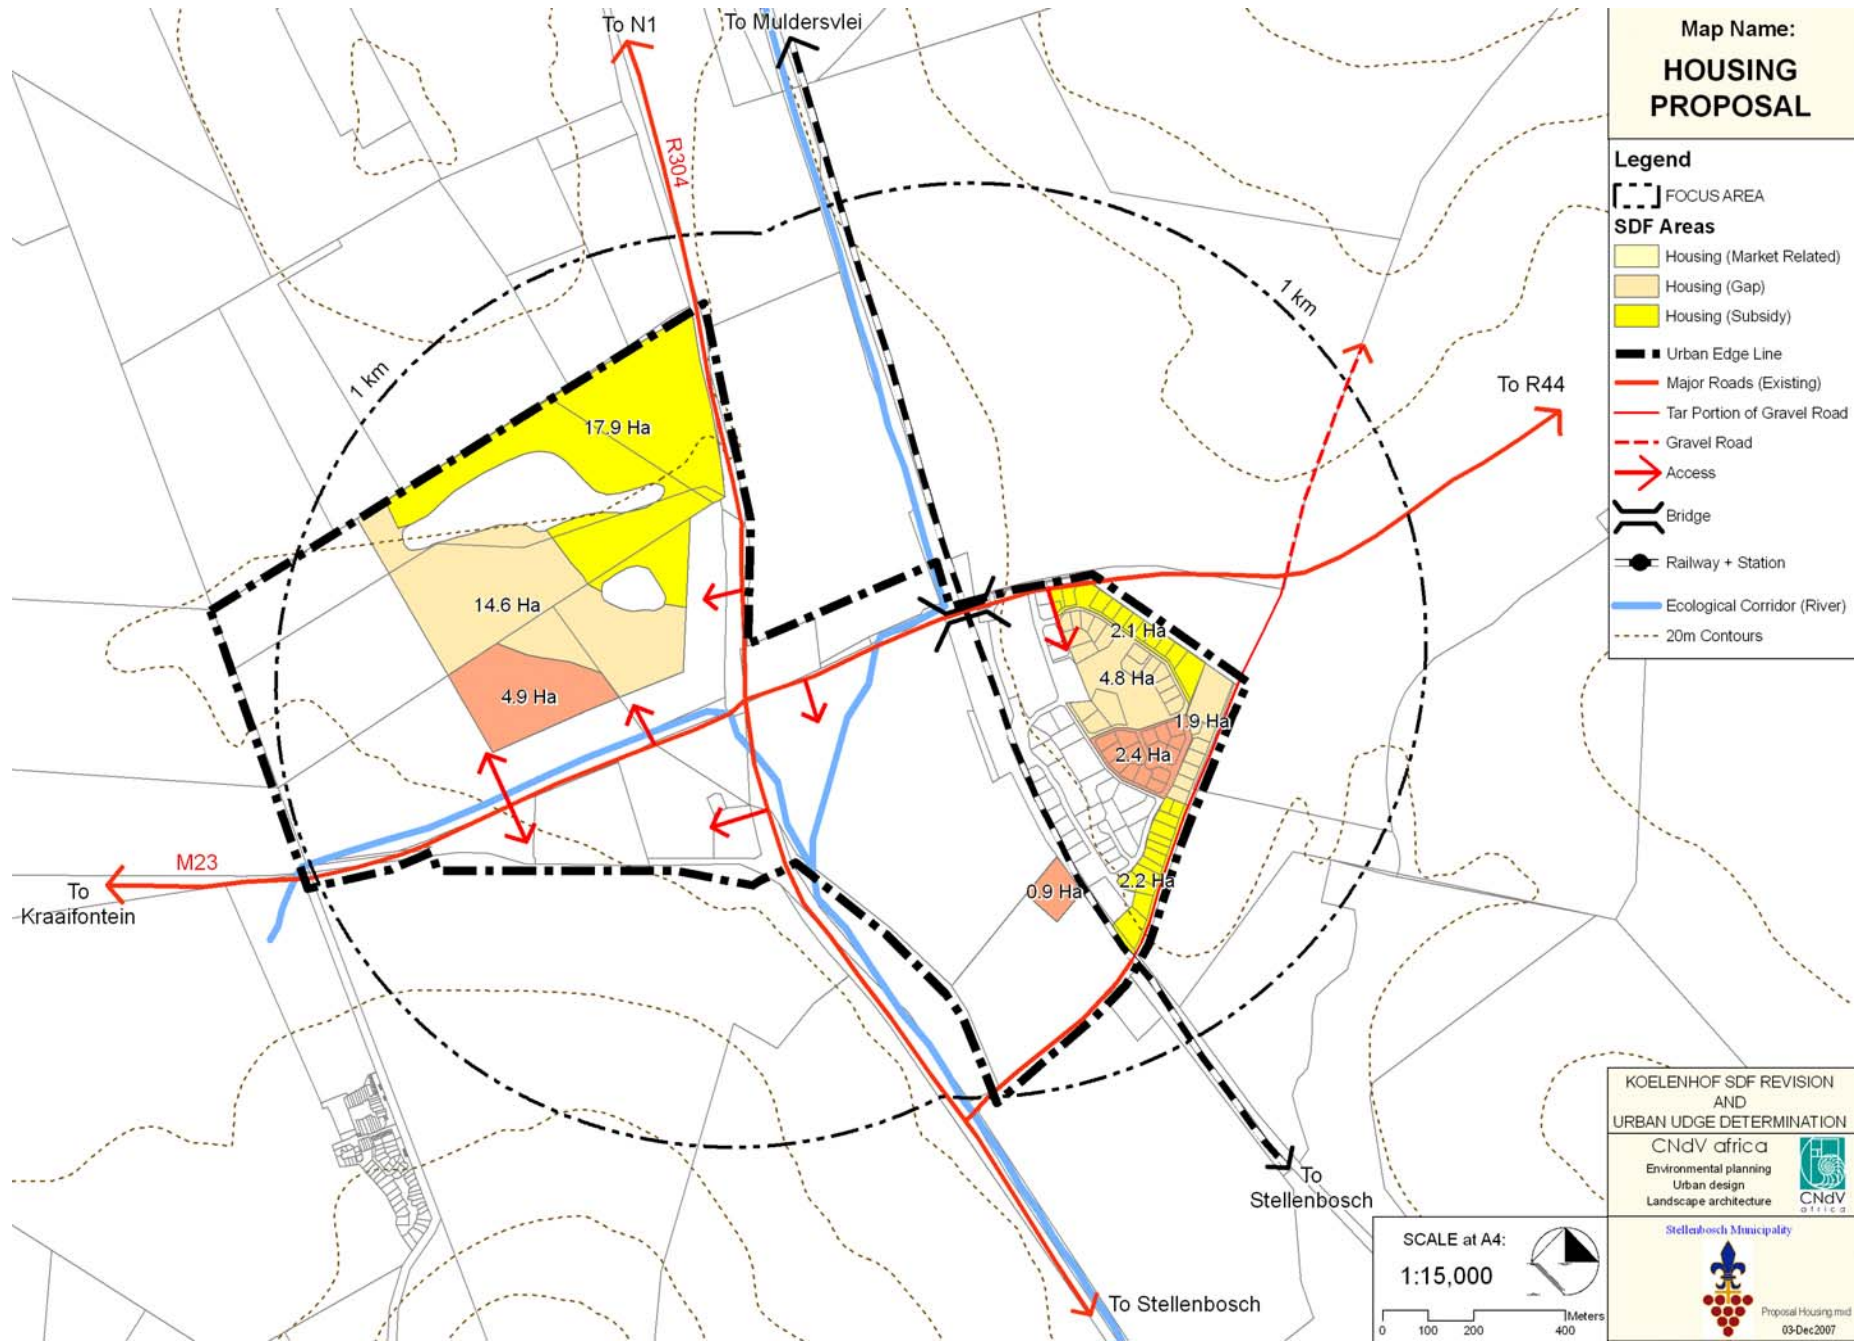 To N1
To Muldersvlei
R304
1 km
1 km
To R44
17.9 Ha
14.6 Ha
4.9 Ha
2.1 Ha
4.8 Ha
1.9 Ha
2.4 Ha
2.2 Ha
0.9 Ha
M23
To
Kraaifontein
To
Stellenbosch
To Stellenbosch
Map Name:
HOUSING
PROPOSAL
Legend
FOCUS AREA
SDF Areas
Housing (Market Related)
Housing (Gap)
Housing (Subsidy)
Urban Edge Line
Major Roads (Existing)
Tar Portion of Gravel Road
Gravel Road
Access
Bridge
Railway + Station
Ecological Corridor (River)
20m Contours
KOELENHOF SDF REVISION
AND
URBAN UDGE DETERMINATION
CNdV africa
Environmental planning
Urban design
Landscape architecture
CNdV
africa
SCALE at A4:
1:15,000
Meters
0 100 200 400
Stellenbosch Municipality
Proposal Housing mxd
03-Dec2007